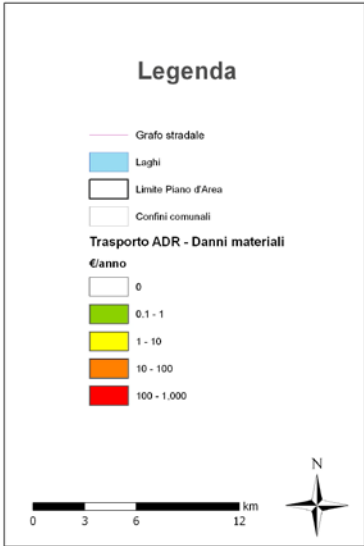 Legenda
Grafo stradale
Laghi
Limite Piano d'Area
Confini comunali
Trasporto ADR - Danni materiali
€/anno
0
0.1 - 1
1 - 10
10 - 100
100 - 1,000
N
km
0 3 6 12